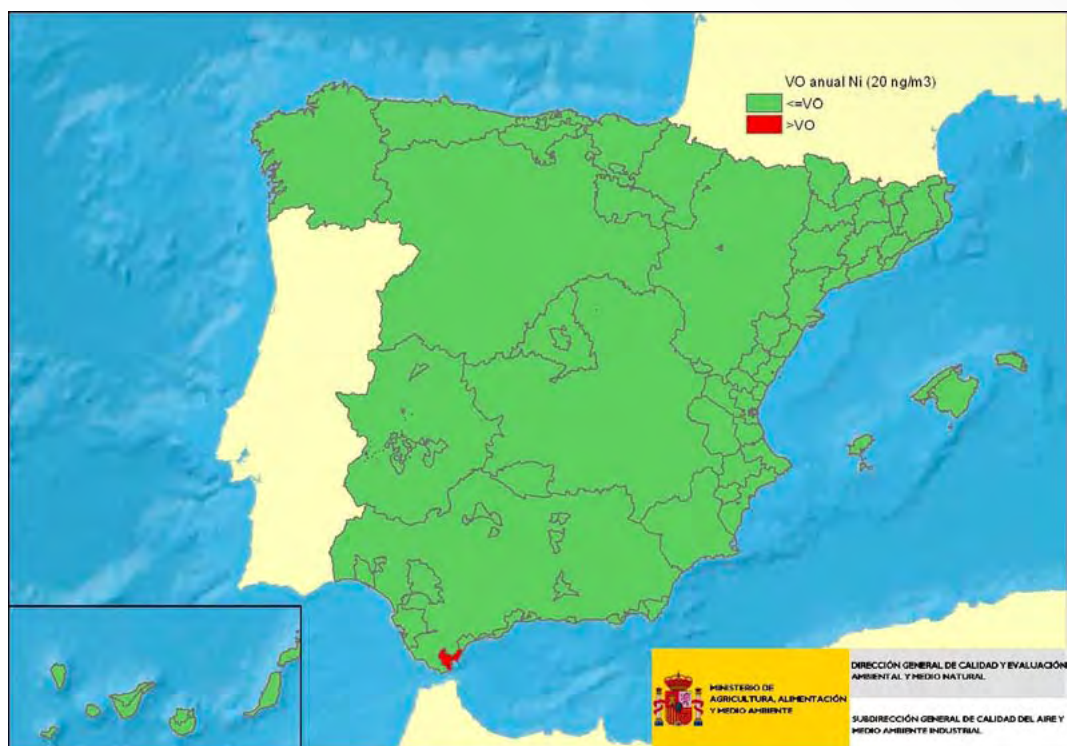 VO anual Ni (20 ng/m3)
<=VO
>VO
MINISTERIO DE
AGRICULTURA, ALIMENTACIÓN
Y MEDIO AMBIENTE
DIRECCIÓN GENERAL DE CALIDAD Y EVALUACIÓN
AMBIENTAL Y MEDIO NATURAL
SUBDIRECCIÓN GENERAL DE CALIDAD DEL AIRE Y
MEDIO AMBIENTE INDUSTRIAL